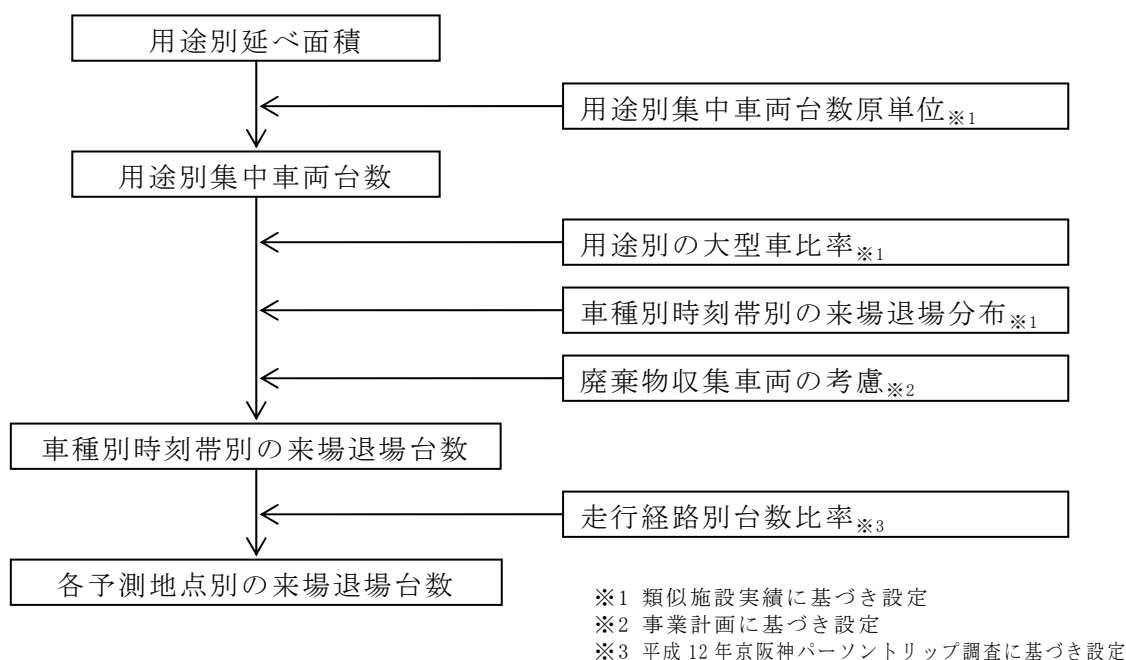 用途別延べ面積
用途別集中車両台数原単位※1
用途別集中車両台数
用途別の大型車比率※1
車種別時刻帯別の来場退場分布※1
廃棄物収集車両の考慮※2
車種別時刻帯別の来場退場台数
走行経路別台数比率※3
各予測地点別の来場退場台数
※1 類似施設実績に基づき設定
※2 事業計画に基づき設定
※3 平成12年京阪神パーソントリップ調査に基づき設定